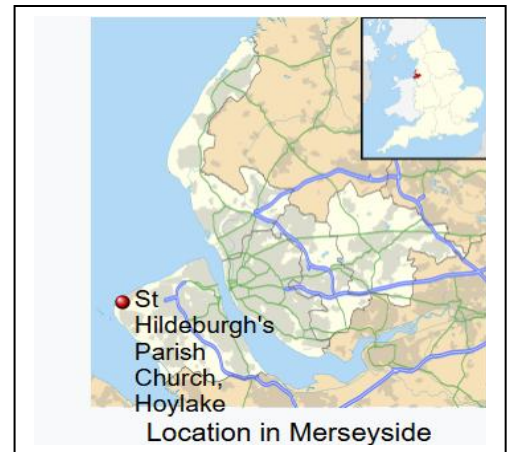 St
Hildeburgh's
Parish
Church,
Hoylake
Location in Merseyside